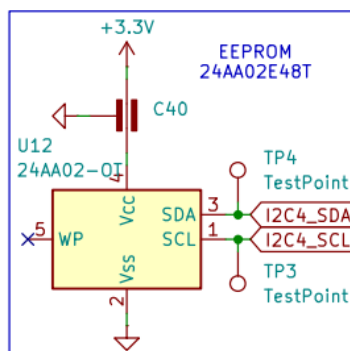 +3.3V
EEPROM
24AA02E48T
C40
U12
24AA02-OT
4
Vcc
TP4
TestPoint
5
WP
SDA
3
I2C4_SDA
SCL
1
I2C4_SCL
Vss
2
TP3
TestPoint